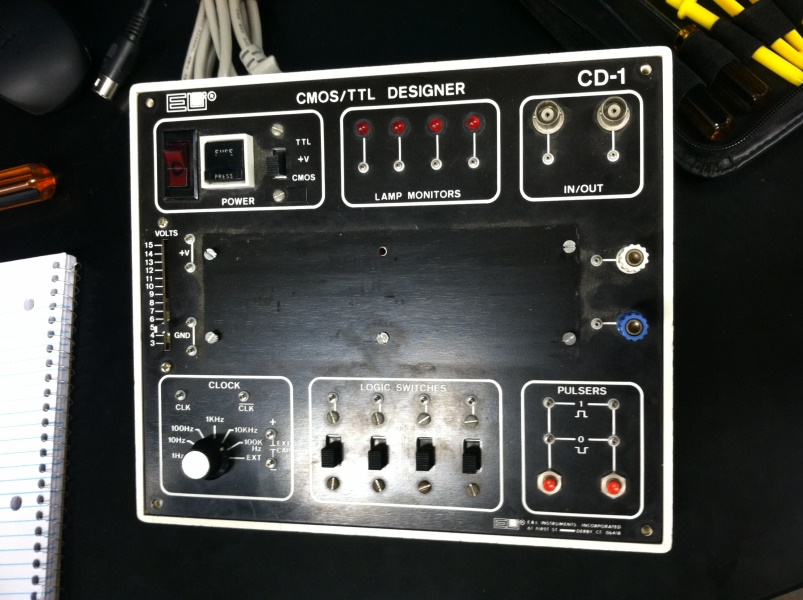 ELI®
CMOS/TTL DESIGNER
CD-1
FUSE
PRESS
TTL
+V
CMOS
POWER
LAMP MONITORS
IN/OUT
VOLTS
15
14
13
12
11
10
9
8
7
6
5
4
3
+V
GND
CLOCK
CLK
CLK
1KHz
100Hz
10KHz
10Hz
100K
Hz
1Hz
EXT
+
EXT
CAP
LOGIC SWITCHES
PULSERS
1
0
E&L INSTRUMENTS INCORPORATED
61 FIRST ST. DERBY, CT. 06418